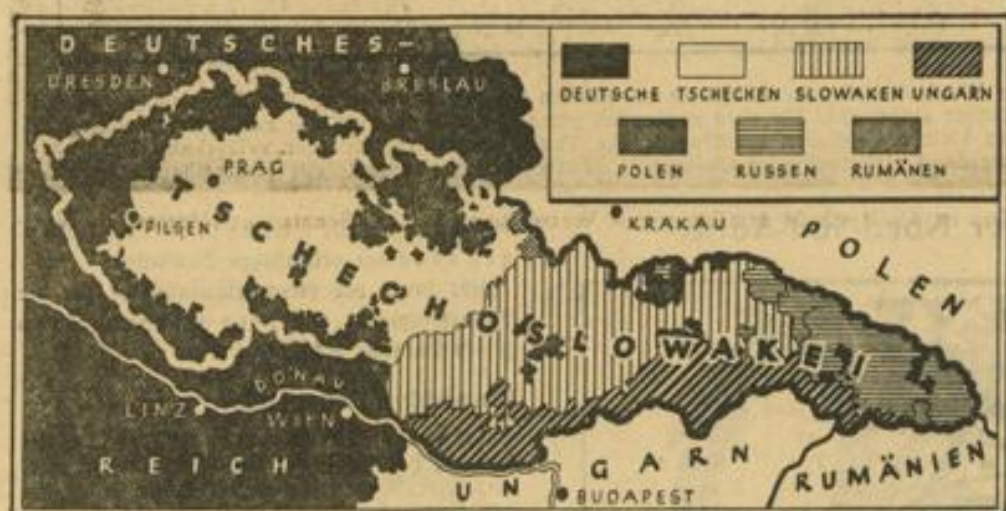 DEUTSCHES-
DRESDEN
BRESLAU
DEUTSCHE TSCHECHEN SLOWAKEN UNGARN
POLEN RUSSEN RUMÄNEN
PRAG
PILSEN
KRAKAU
POLEN
TSCHECHOSLOWAKEI
DONAU
LINZ
WIEN
REICH
UNGARN
BUDAPEST
RUMÄNIEN